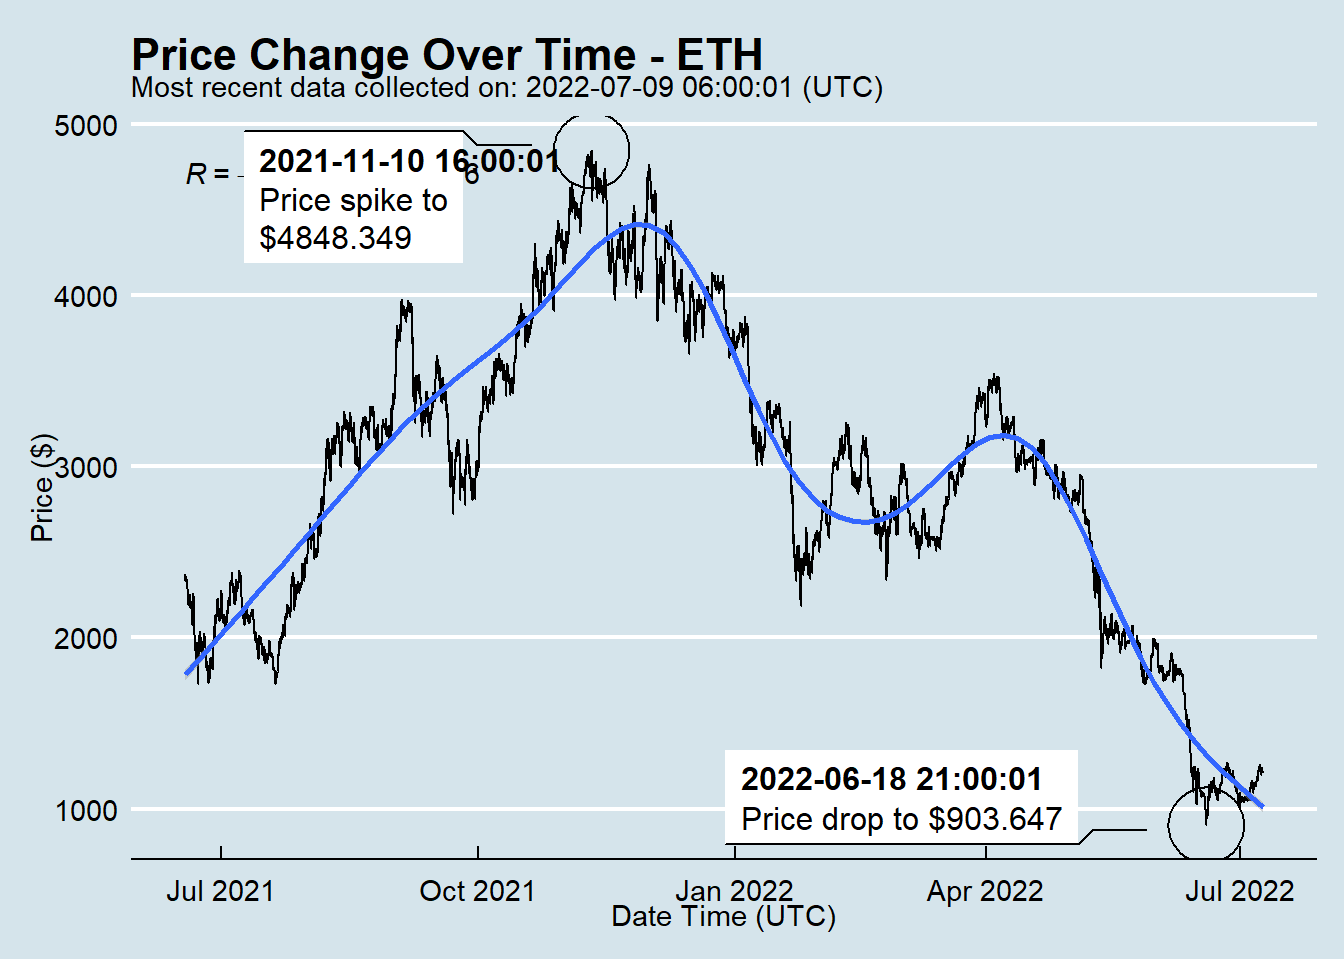 Price Change Over Time - ETH
Most recent data collected on: 2022-07-09 06:00:01 (UTC)
5000
4000
3000
2000
1000
Price ($)
R = -
6
2021-11-10 16:00:01
Price spike to
$4848.349
2022-06-18 21:00:01
Price drop to $903.647
Jul 2021
Oct 2021
Jan 2022
Apr 2022
Jul 2022
Date Time (UTC)